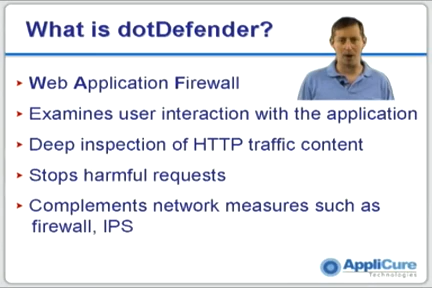 What is dotDefender?
Web Application Firewall
Examines user interaction with the application
Deep inspection of HTTP traffic content
Stops harmful requests
Complements network measures such as
firewall, IPS
AppliCure
Technologies